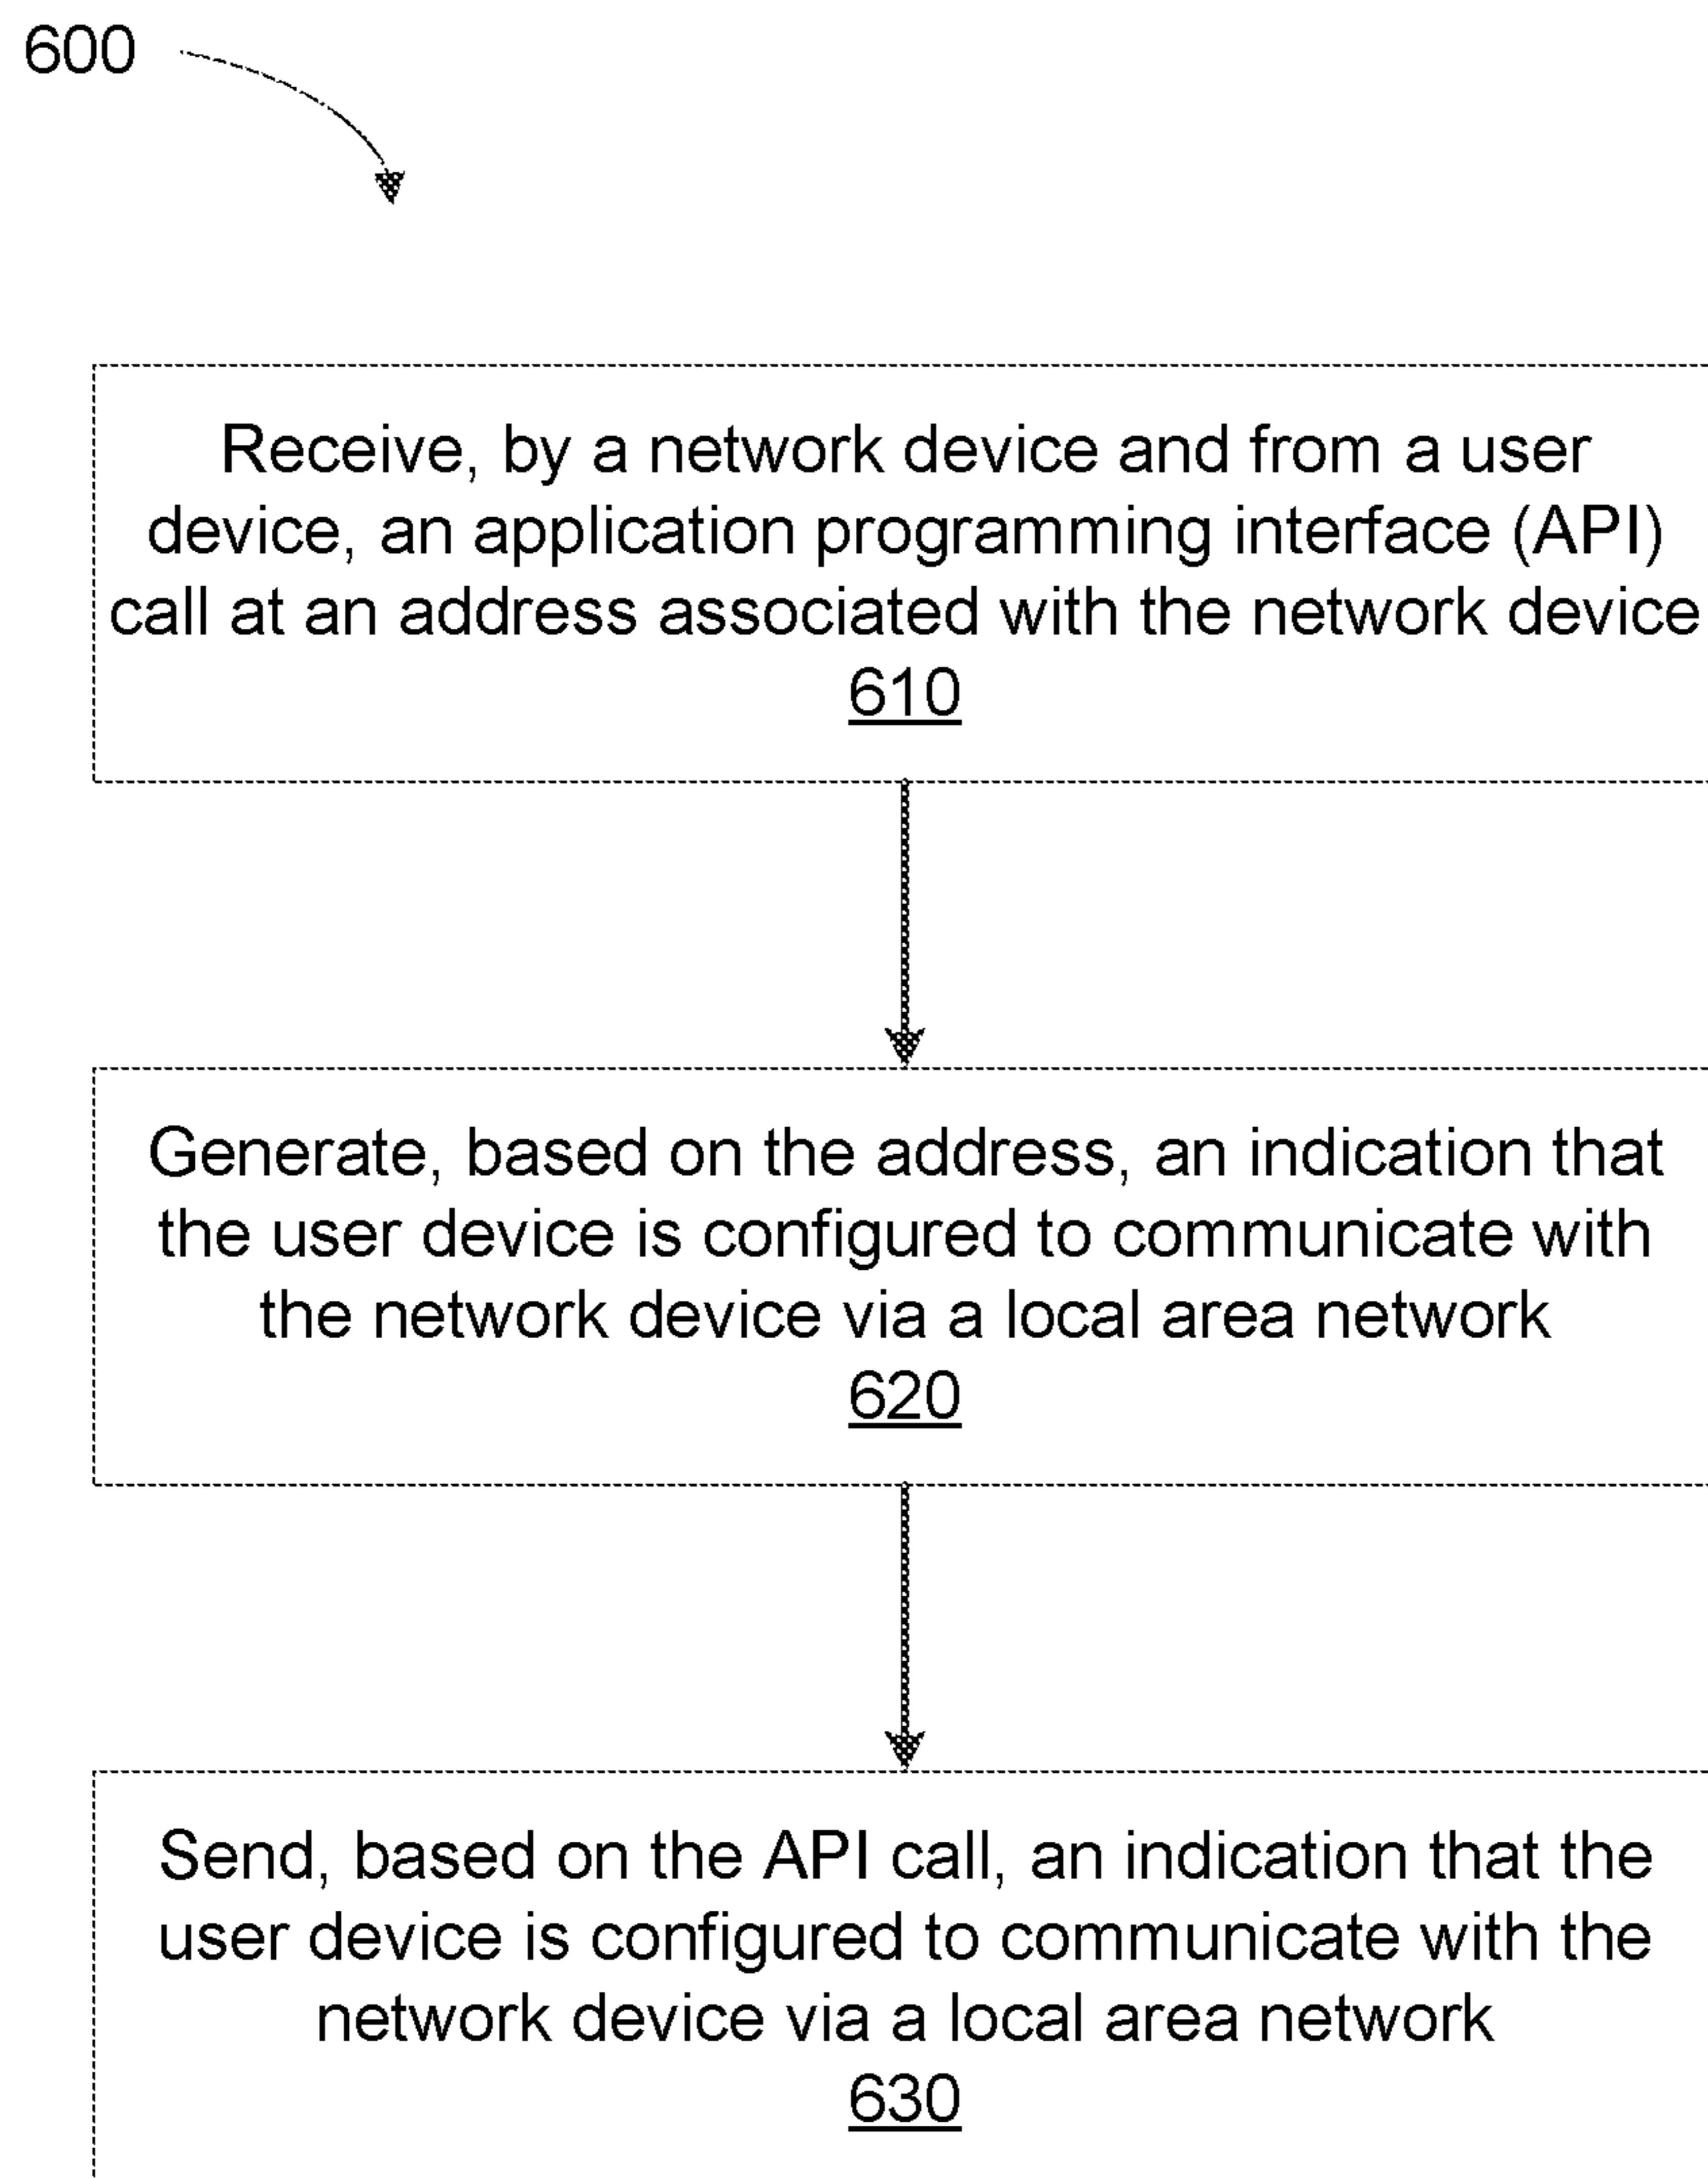 600
Receive, by a network device and from a user
device, an application programming interface (API)
call at an address associated with the network device
610
Generate, based on the address, an indication that
the user device is configured to communicate with
the network device via a local area network
620
Send, based on the API call, an indication that the
user device is configured to communicate with the
network device via a local area network
630